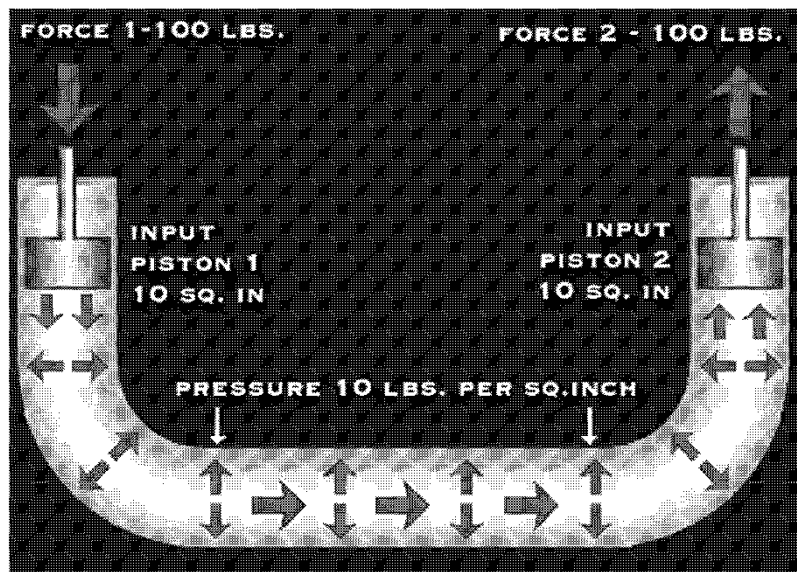 FORCE 1-100 LBS.
FORCE 2 - 100 LBS.
INPUT
PISTON 1
10 SQ. IN
INPUT
PISTON 2
10 SQ. IN
PRESSURE 10 LBS. PER SQ.INCH